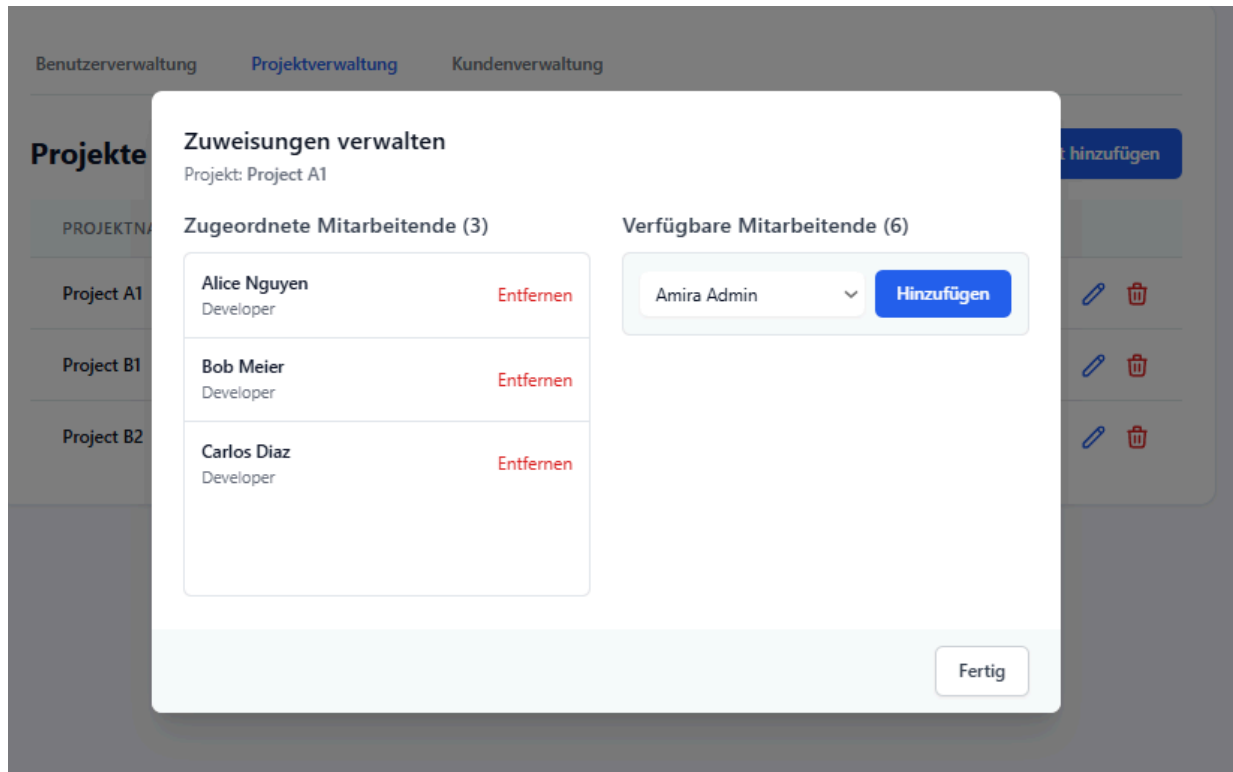 Benutzerverwaltung Projektverwaltung Kundenverwaltung
Projekte
hinzufügen
Zuweisungen verwalten
Projekt: Project A1
PROJEKTNA
Zugeordnete Mitarbeitende (3)
Verfügbare Mitarbeitende (6)
Project A1
Project B1
Project B2
Alice Nguyen
Developer
Entfernen
Bob Meier
Developer
Entfernen
Carlos Diaz
Developer
Entfernen
Amira Admin
Hinzufügen
Fertig